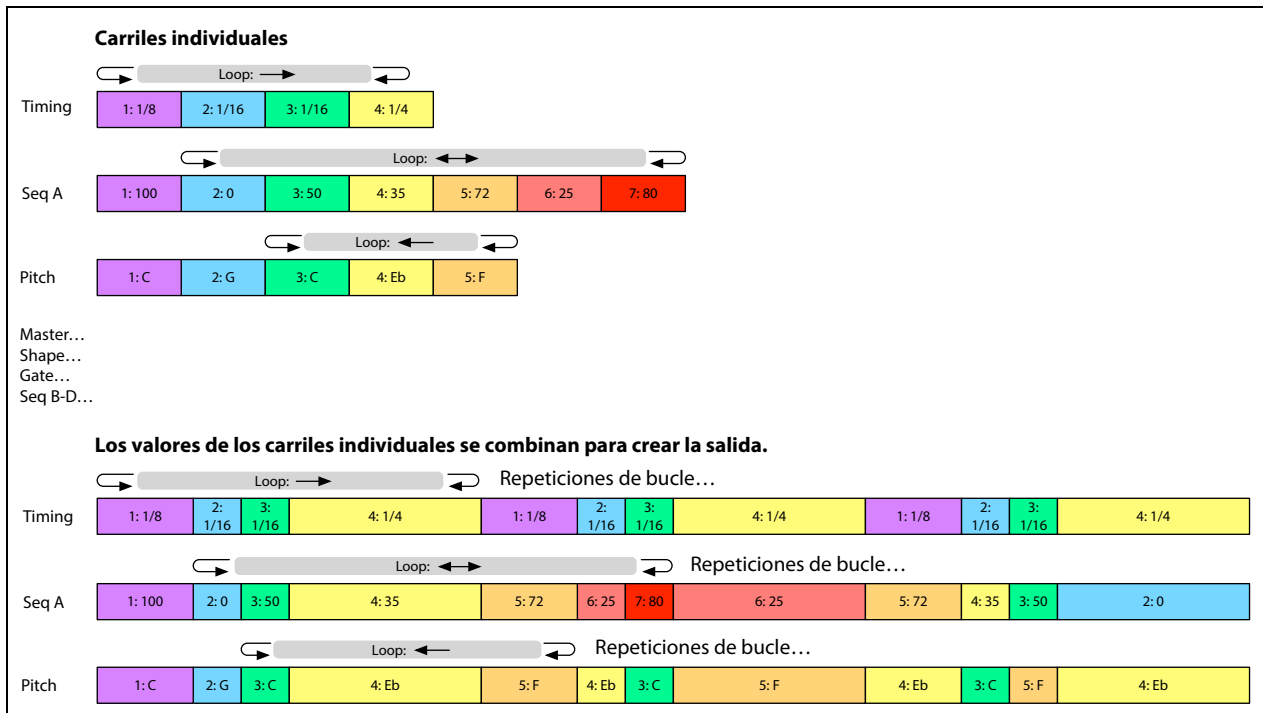 Carriles individuales
Loop:
Timing 1: 1/8 2: 1/16 3: 1/16 4: 1/4
Loop:
Seq A 1: 100 2: 0 3: 50 4: 35 5: 72 6: 25 7: 80
Loop:
Pitch 1: C 2: G 3: C 4: Eb 5: F
Master…
Shape…
Gate…
Seq B-D…
Los valores de los carriles individuales se combinan para crear la salida.
Loop: Repeticiones de bucle…
Timing 1: 1/8 2: 1/16 3: 1/16 4: 1/4 1: 1/8 2: 1/16 3: 1/16 4: 1/4 1: 1/8 2: 1/16 3: 1/16 4: 1/4
Loop: Repeticiones de bucle…
Seq A 1: 100 2: 0 3: 50 4: 35 5: 72 6: 25 7: 80 6: 25 5: 72 4: 35 3: 50 2: 0
Loop: Repeticiones de bucle…
Pitch 1: C 2: G 3: C 4: Eb 5: F 4: Eb 3: C 5: F 4: Eb 3: C 5: F 4: Eb